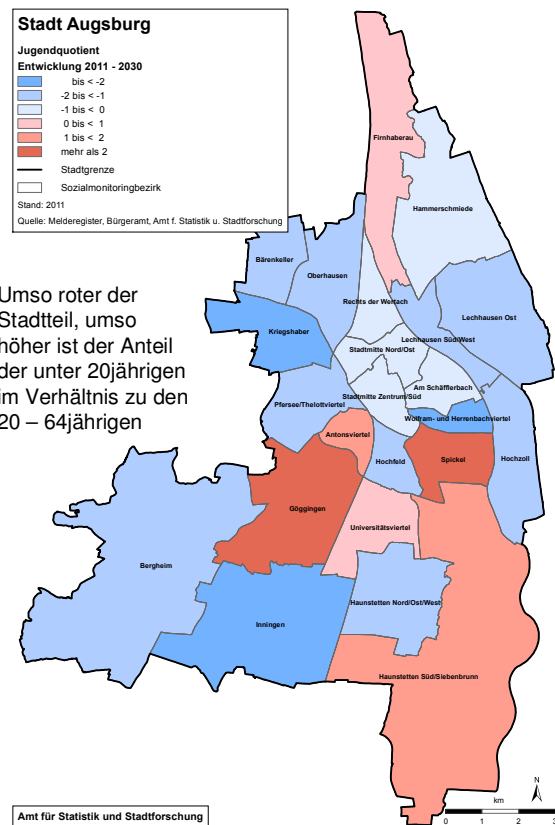 Stadt Augsburg
Jugendquotient
Entwicklung 2011 - 2030
bis < -2
-2 bis < -1
-1 bis < 0
0 bis < 1
1 bis < 2
mehr als 2
Stadtgrenze
Sozialmonitoringbezirk
Stand: 2011
Quelle: Melderegister, Bürgeramt, Amt f. Statistik u. Stadtforschung
Firnhaberau
Hammerschmiede
Bärenkeller
Oberhausen
Rechts der Wertach
Lechhausen Ost
Umso roter der
Stadtteil, umso
höher ist der Anteil
der unter 20jährigen
im Verhältnis zu den
20 – 64jährigen
Kriegshaber
Lechhausen Süd/West
Stadtmitte Nord/Ost
Am Schäfflerbach
Stadtmitte Zentrum/Süd
Pfersee/Thelottviertel
Wolfram- und Herrenbachviertel
Antonsviertel
Hochfeld
Spickel
Hochzoll
Göggingen
Universitätsviertel
Bergheim
Haunstetten Nord/Ost/West
Inningen
Haunstetten Süd/Siebenbrunn
N
km
0 1 2 3
Amt für Statistik und Stadtforschung